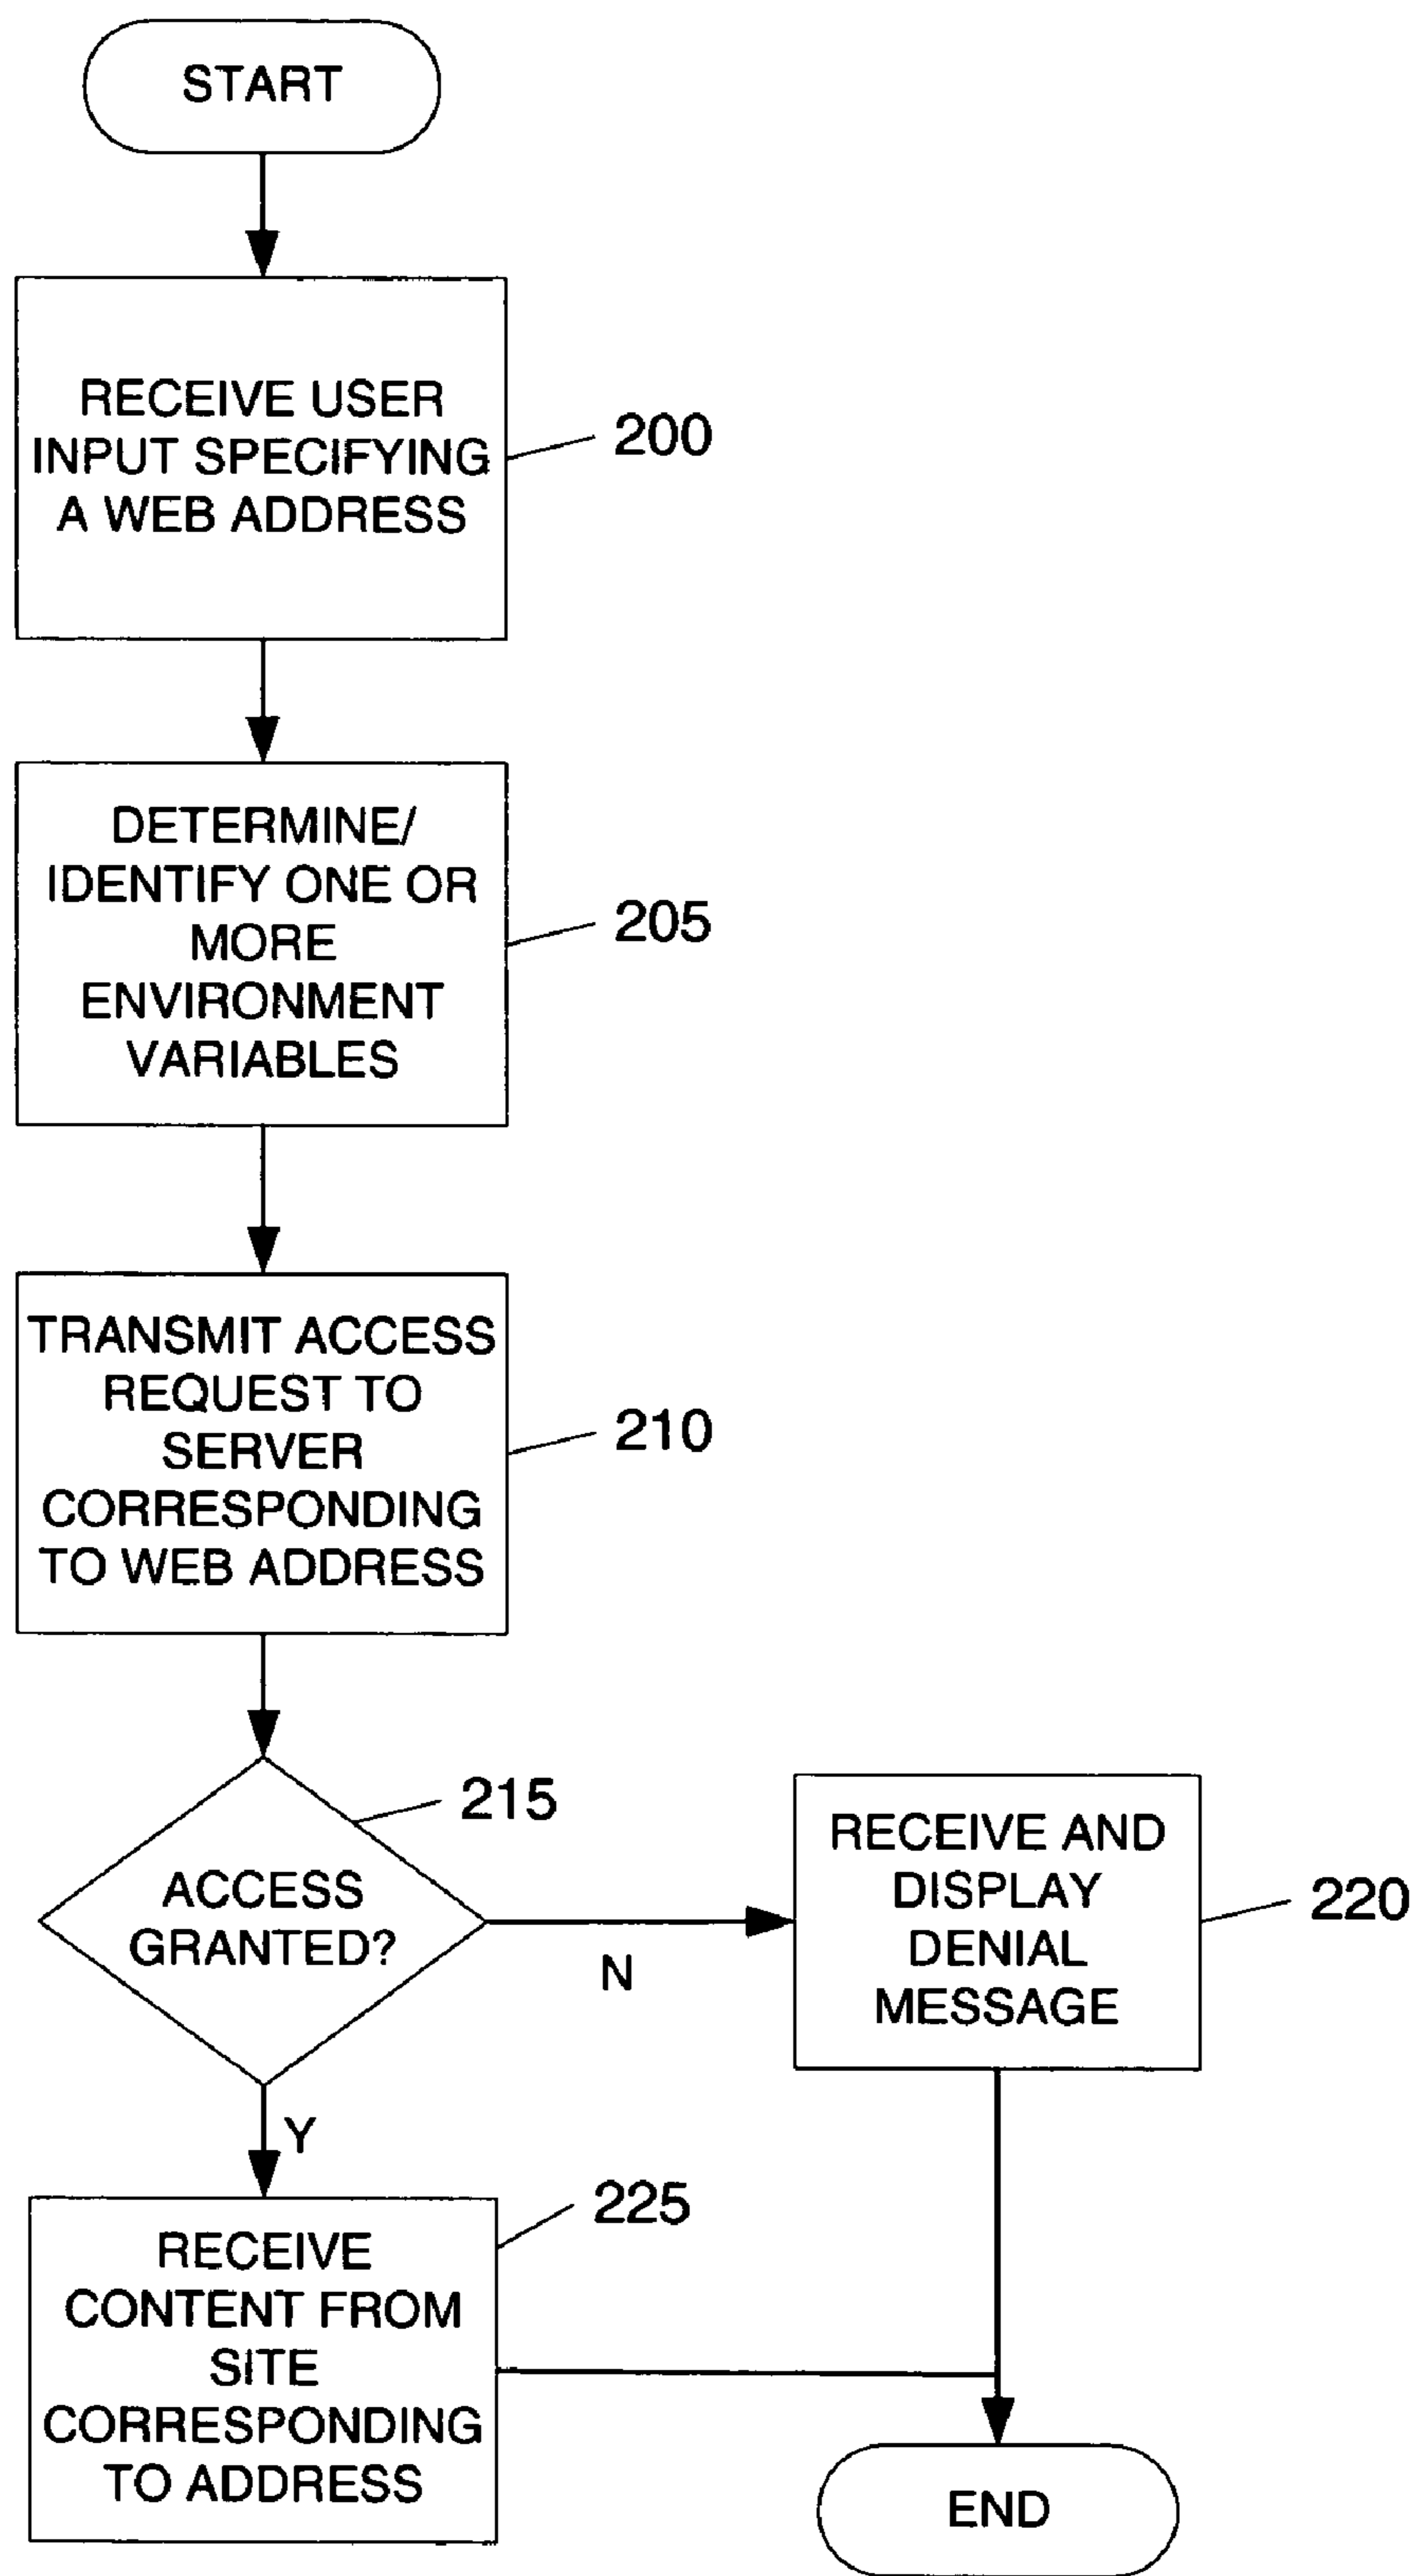 START
RECEIVE USER
INPUT SPECIFYING
A WEB ADDRESS
200
DETERMINE/
IDENTIFY ONE OR
MORE
ENVIRONMENT
VARIABLES
205
TRANSMIT ACCESS
REQUEST TO
SERVER
CORRESPONDING
TO WEB ADDRESS
210
215
ACCESS
GRANTED?
N
RECEIVE AND
DISPLAY
DENIAL
MESSAGE
220
Y
225
RECEIVE
CONTENT FROM
SITE
CORRESPONDING
TO ADDRESS
END